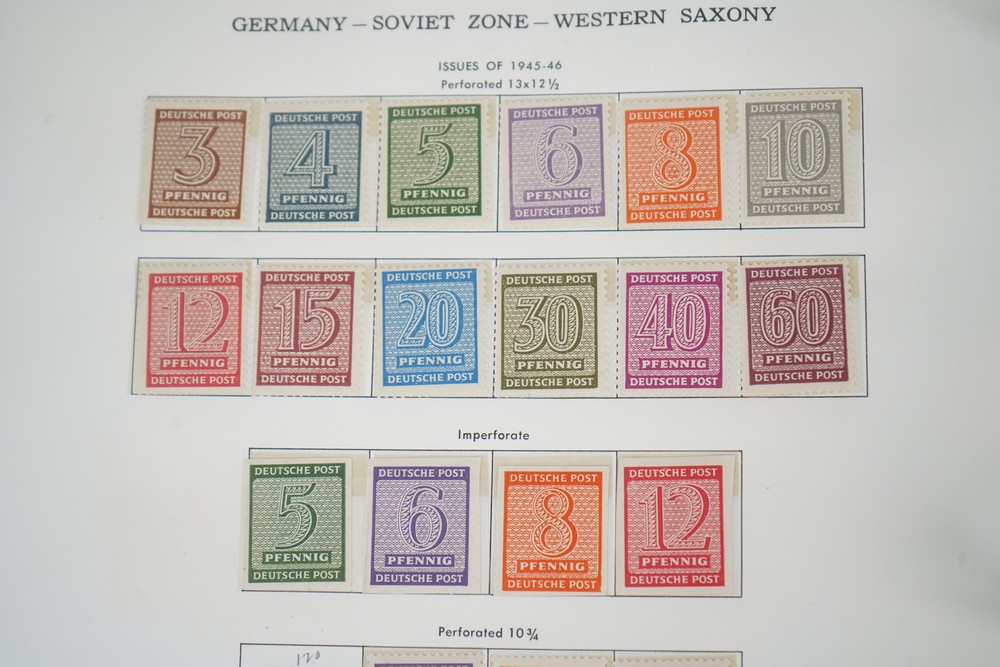 GERMANY – SOVIET ZONE – WESTERN SAXONY
ISSUES OF 1945-46
Perforated 13x12½
DEUTSCHE POST DEUTSCHE POST DEUTSCHE POST DEUTSCHE POST DEUTSCHE POST DEUTSCHE POST
3 4 5 6 8 10
PFENNIG PFENNIG PFENNIG PFENNIG PFENNIG PFENNIG
DEUTSCHE POST DEUTSCHE POST DEUTSCHE POST DEUTSCHE POST DEUTSCHE POST DEUTSCHE POST
DEUTSCHE POST DEUTSCHE POST DEUTSCHE POST DEUTSCHE POST DEUTSCHE POST DEUTSCHE POST
12 15 20 30 40 60
PFENNIG PFENNIG PFENNIG PFENNIG PFENNIG PFENNIG
DEUTSCHE POST DEUTSCHE POST DEUTSCHE POST DEUTSCHE POST DEUTSCHE POST DEUTSCHE POST
Imperforate
DEUTSCHE POST DEUTSCHE POST DEUTSCHE POST DEUTSCHE POST
5 6 8 12
PFENNIG PFENNIG PFENNIG PFENNIG
DEUTSCHE POST DEUTSCHE POST DEUTSCHE POST DEUTSCHE POST
Perforated 10¾
120